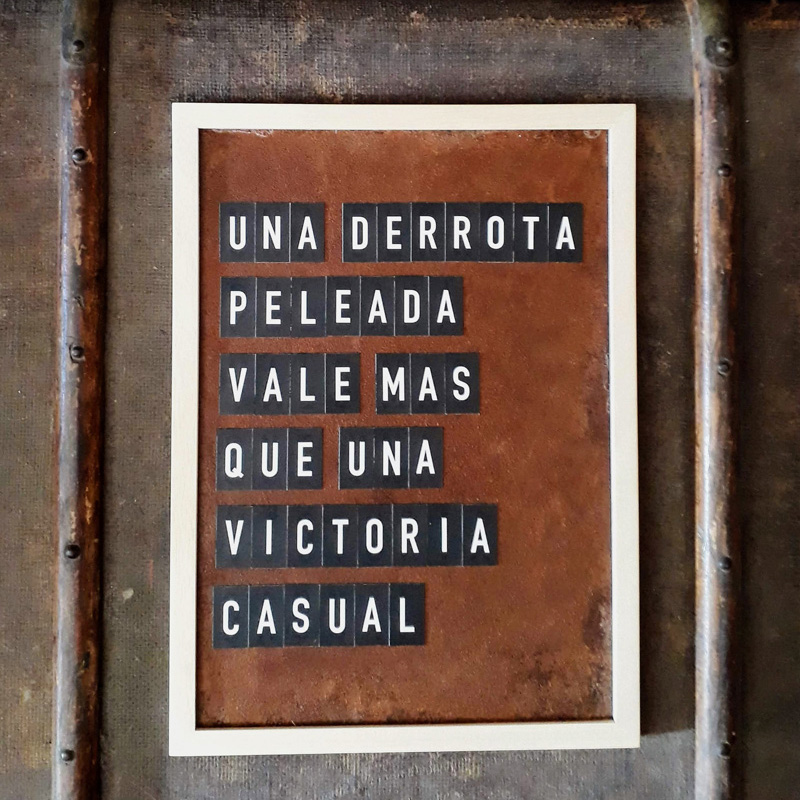 UNA DERROTA
PELEADA
VALE MAS
QUE UNA
VICTORIA
CASUAL